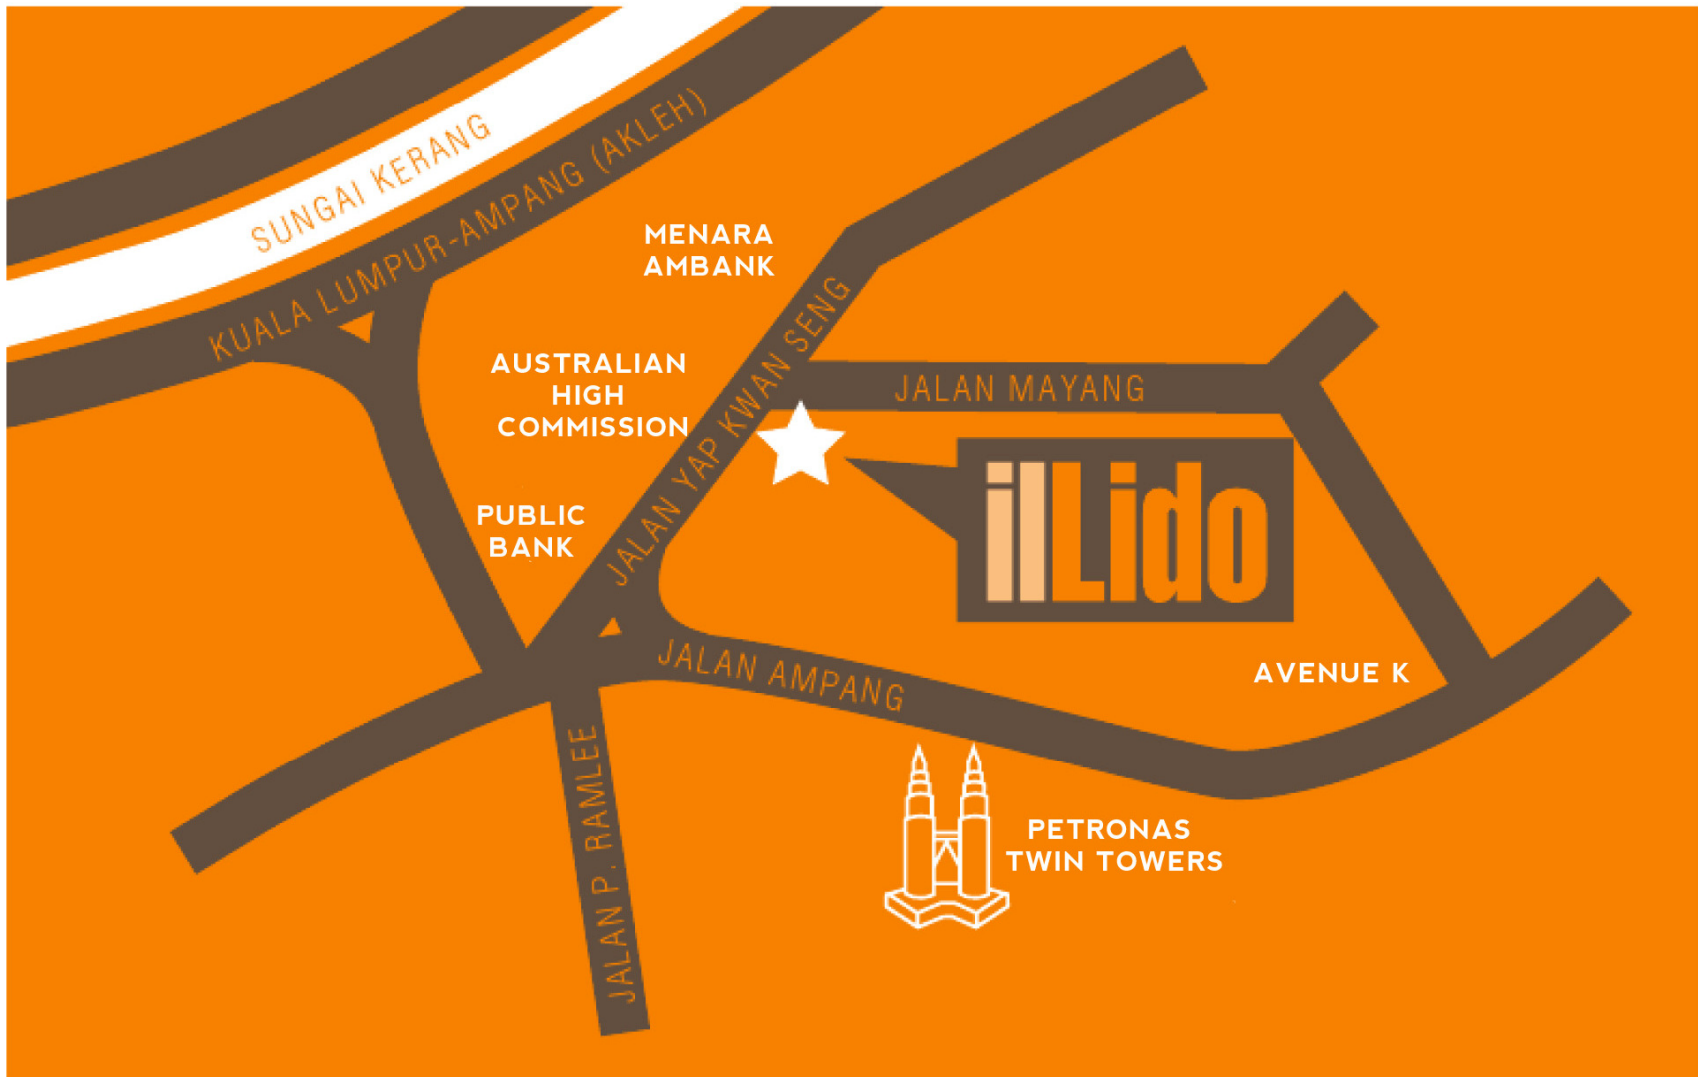 SUNGAI KERANG
KUALA LUMPUR-AMPANG (AKLEH)
MENARA
AMBANK
AUSTRALIAN
HIGH
COMMISSION
JALAN YAP KWAN SENG
JALAN MAYANG
PUBLIC
BANK
ilLido
JALAN AMPANG
AVENUE K
JALAN P. RAMLEE
PETRONAS
TWIN TOWERS